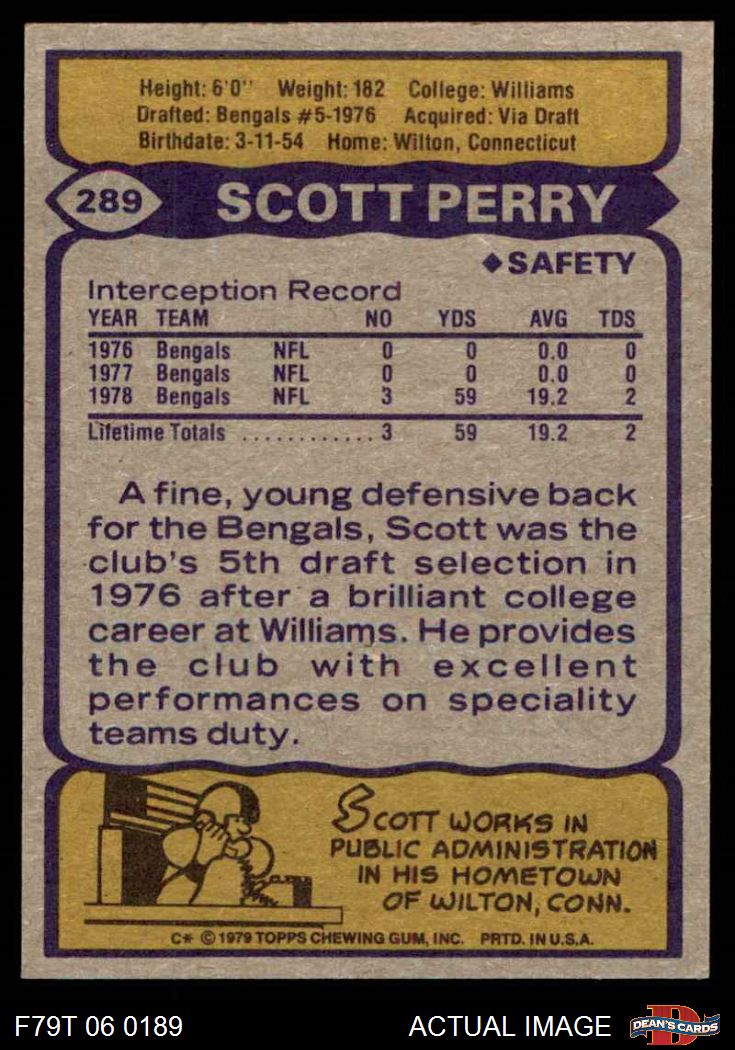 Height: 6'0" Weight: 182 College: Williams
Drafted: Bengals #5-1976 Acquired: Via Draft
Birthdate: 3-11-54 Home: Wilton, Connecticut
289 SCOTT PERRY
◆SAFETY
Interception Record
YEAR TEAM NO YDS AVG TDS
1976 Bengals NFL 0 0 0.0 0
1977 Bengals NFL 0 0 0.0 0
1978 Bengals NFL 3 59 19.2 2
Lifetime Totals ............ 3 59 19.2 2
A fine, young defensive back
for the Bengals, Scott was the
club's 5th draft selection in
1976 after a brilliant college
career at Williams. He provides
the club with excellent
performances on speciality
teams duty.
SCOTT WORKS IN
PUBLIC ADMINISTRATION
IN HIS HOMETOWN
OF WILTON, CONN.
C* © 1979 TOPPS CHEWING GUM, INC. PRTD. IN U.S.A.
F79T 06 0189 ACTUAL IMAGE D DEAN'S CARDS